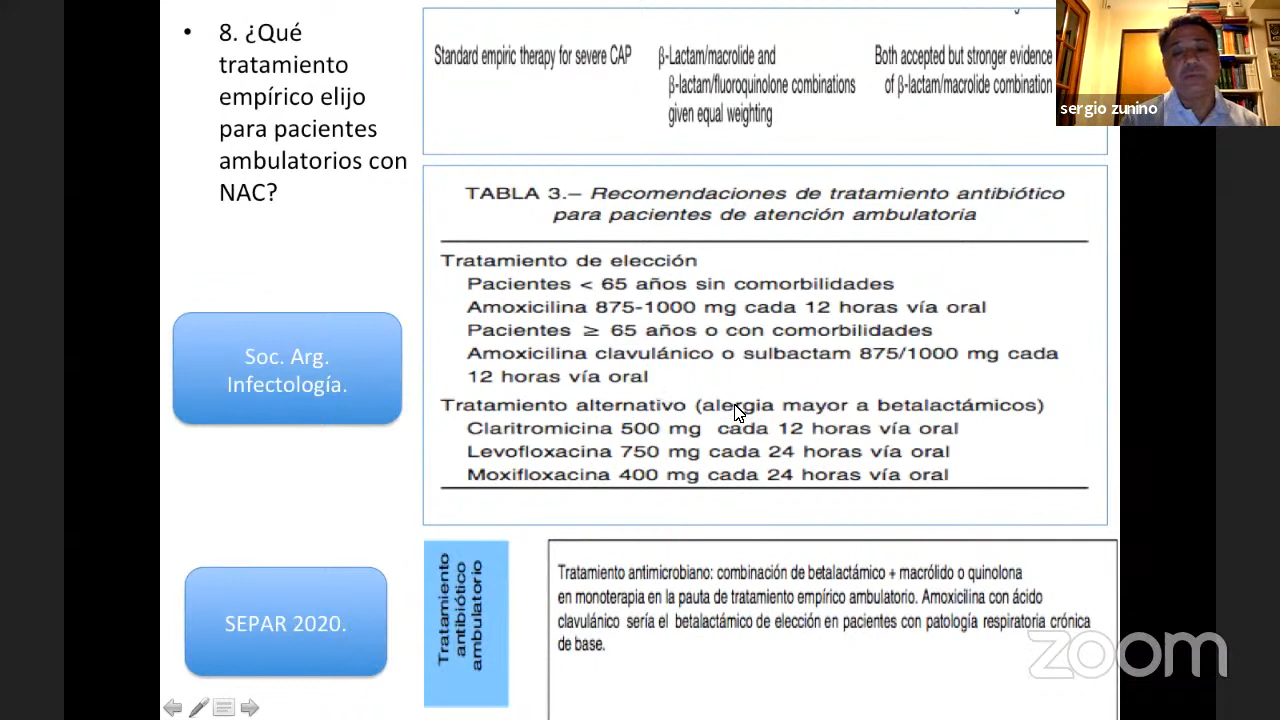 • 8. ¿Qué
tratamiento
empírico elijo
para pacientes
ambulatorios con
NAC?
Standard empiric therapy for severe CAP
β-Lactam/macrolide and
β-lactam/fluoroquinolone combinations
given equal weighting
Both accepted but stronger evidence
of β-lactam/macrolide combination
sergio zunino
TABLA 3.– Recomendaciones de tratamiento antibiótico
para pacientes de atención ambulatoria
Tratamiento de elección
Pacientes < 65 años sin comorbilidades
Amoxicilina 875-1000 mg cada 12 horas vía oral
Pacientes ≥ 65 años o con comorbilidades
Amoxicilina clavulánico o sulbactam 875/1000 mg cada
12 horas vía oral
Tratamiento alternativo (alergia mayor a betalactámicos)
Claritromicina 500 mg cada 12 horas vía oral
Levofloxacina 750 mg cada 24 horas vía oral
Moxifloxacina 400 mg cada 24 horas vía oral
Soc. Arg.
Infectología.
SEPAR 2020.
Tratamiento
antibiótico
ambulatorio
Tratamiento antimicrobiano: combinación de betalactámico + macrólido o quinolona
en monoterapia en la pauta de tratamiento empírico ambulatorio. Amoxicilina con ácido
clavulánico sería el betalactámico de elección en pacientes con patología respiratoria crónica
de base.
zoom